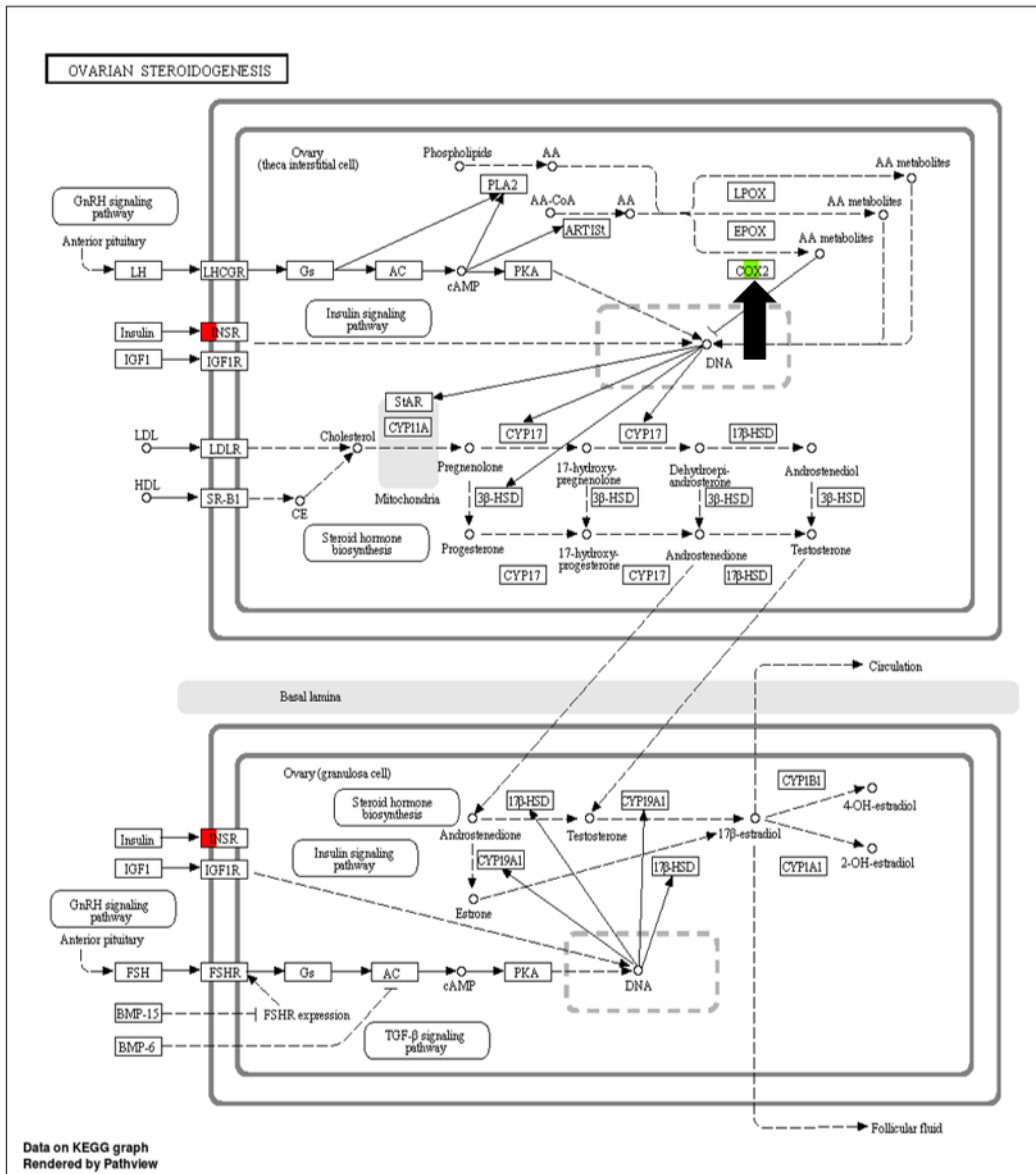 OVARIAN STEROIDOGENESIS
Ovary
(theca interstitial cell)
Phospholipids
AA
AA metabolites
PLA2
LPOX
AA-CoA
AA
AA metabolites
GnRH signaling
pathway
ARTISt
EPOX
Anterior pituitary
AA metabolites
LH
LHCGR
Gs
AC
cAMP
PKA
COX2
Insulin signaling
pathway
Insulin
INSR
IGF1
IGF1R
DNA
StAR
CYP11A
LDL
Cholesterol
CYP17
CYP17
17β-HSD
LDLR
Pregnenolone
17-hydroxy-
pregnenolone
Dehydroepi-
androsterone
Androstenediol
HDL
SR-B1
CE
Mitochondria
3β-HSD
3β-HSD
3β-HSD
3β-HSD
Steroid hormone
biosynthesis
Progesterone
17-hydroxy-
progesterone
Androstenedione
Testosterone
CYP17
CYP17
17β-HSD
Circulation
Basal lamina
Ovary (granulosa cell)
Steroid hormone
biosynthesis
17β-HSD
CYP19A1
CYP1B1
4-OH-estradiol
Insulin
INSR
Androstenedione
Testosterone
17β-estradiol
Insulin signaling
pathway
IGF1
IGF1R
CYP19A1
17β-HSD
CYP1A1
2-OH-estradiol
GnRH signaling
pathway
Estrone
Anterior pituitary
FSH
FSHR
Gs
AC
cAMP
PKA
DNA
BMP-15
FSHR expression
BMP-6
TGF-β signaling
pathway
Follicular fluid
Data on KEGG graph
Rendered by Pathview